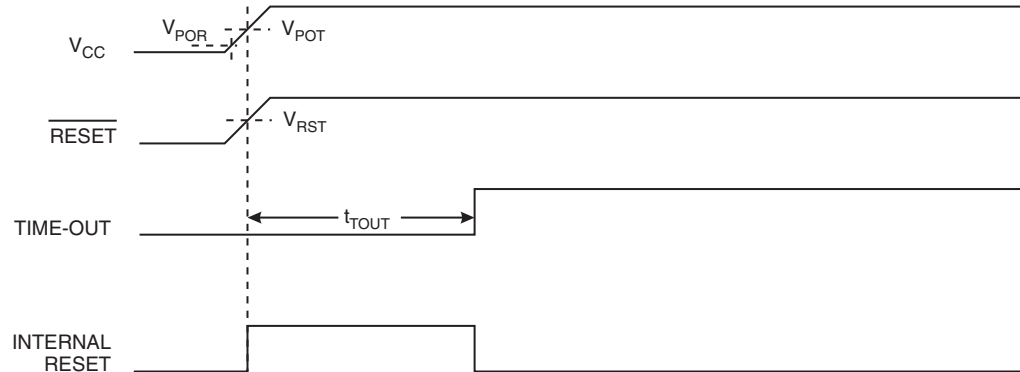 V_POR
V_POT
V_CC
RESET
V_RST
TIME-OUT
t_TOUT
INTERNAL
RESET